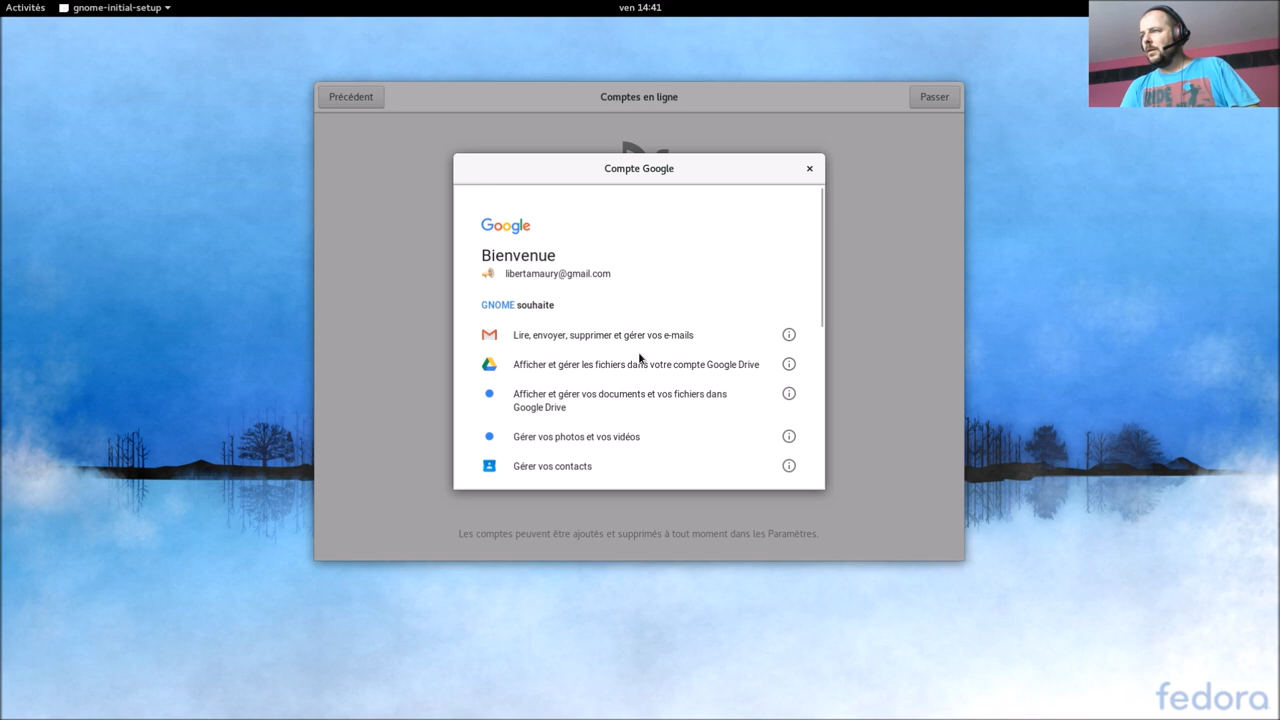 Activités
gnome-initial-setup
ven 14:41
Précédent
Comptes en ligne
Passer
Compte Google
×
Google
Bienvenue
libertamaury@gmail.com
GNOME souhaite
Lire, envoyer, supprimer et gérer vos e-mails
Afficher et gérer les fichiers dans votre compte Google Drive
Afficher et gérer vos documents et vos fichiers dans
Google Drive
Gérer vos photos et vos vidéos
Gérer vos contacts
Les comptes peuvent être ajoutés et supprimés à tout moment dans les Paramètres.
fedora